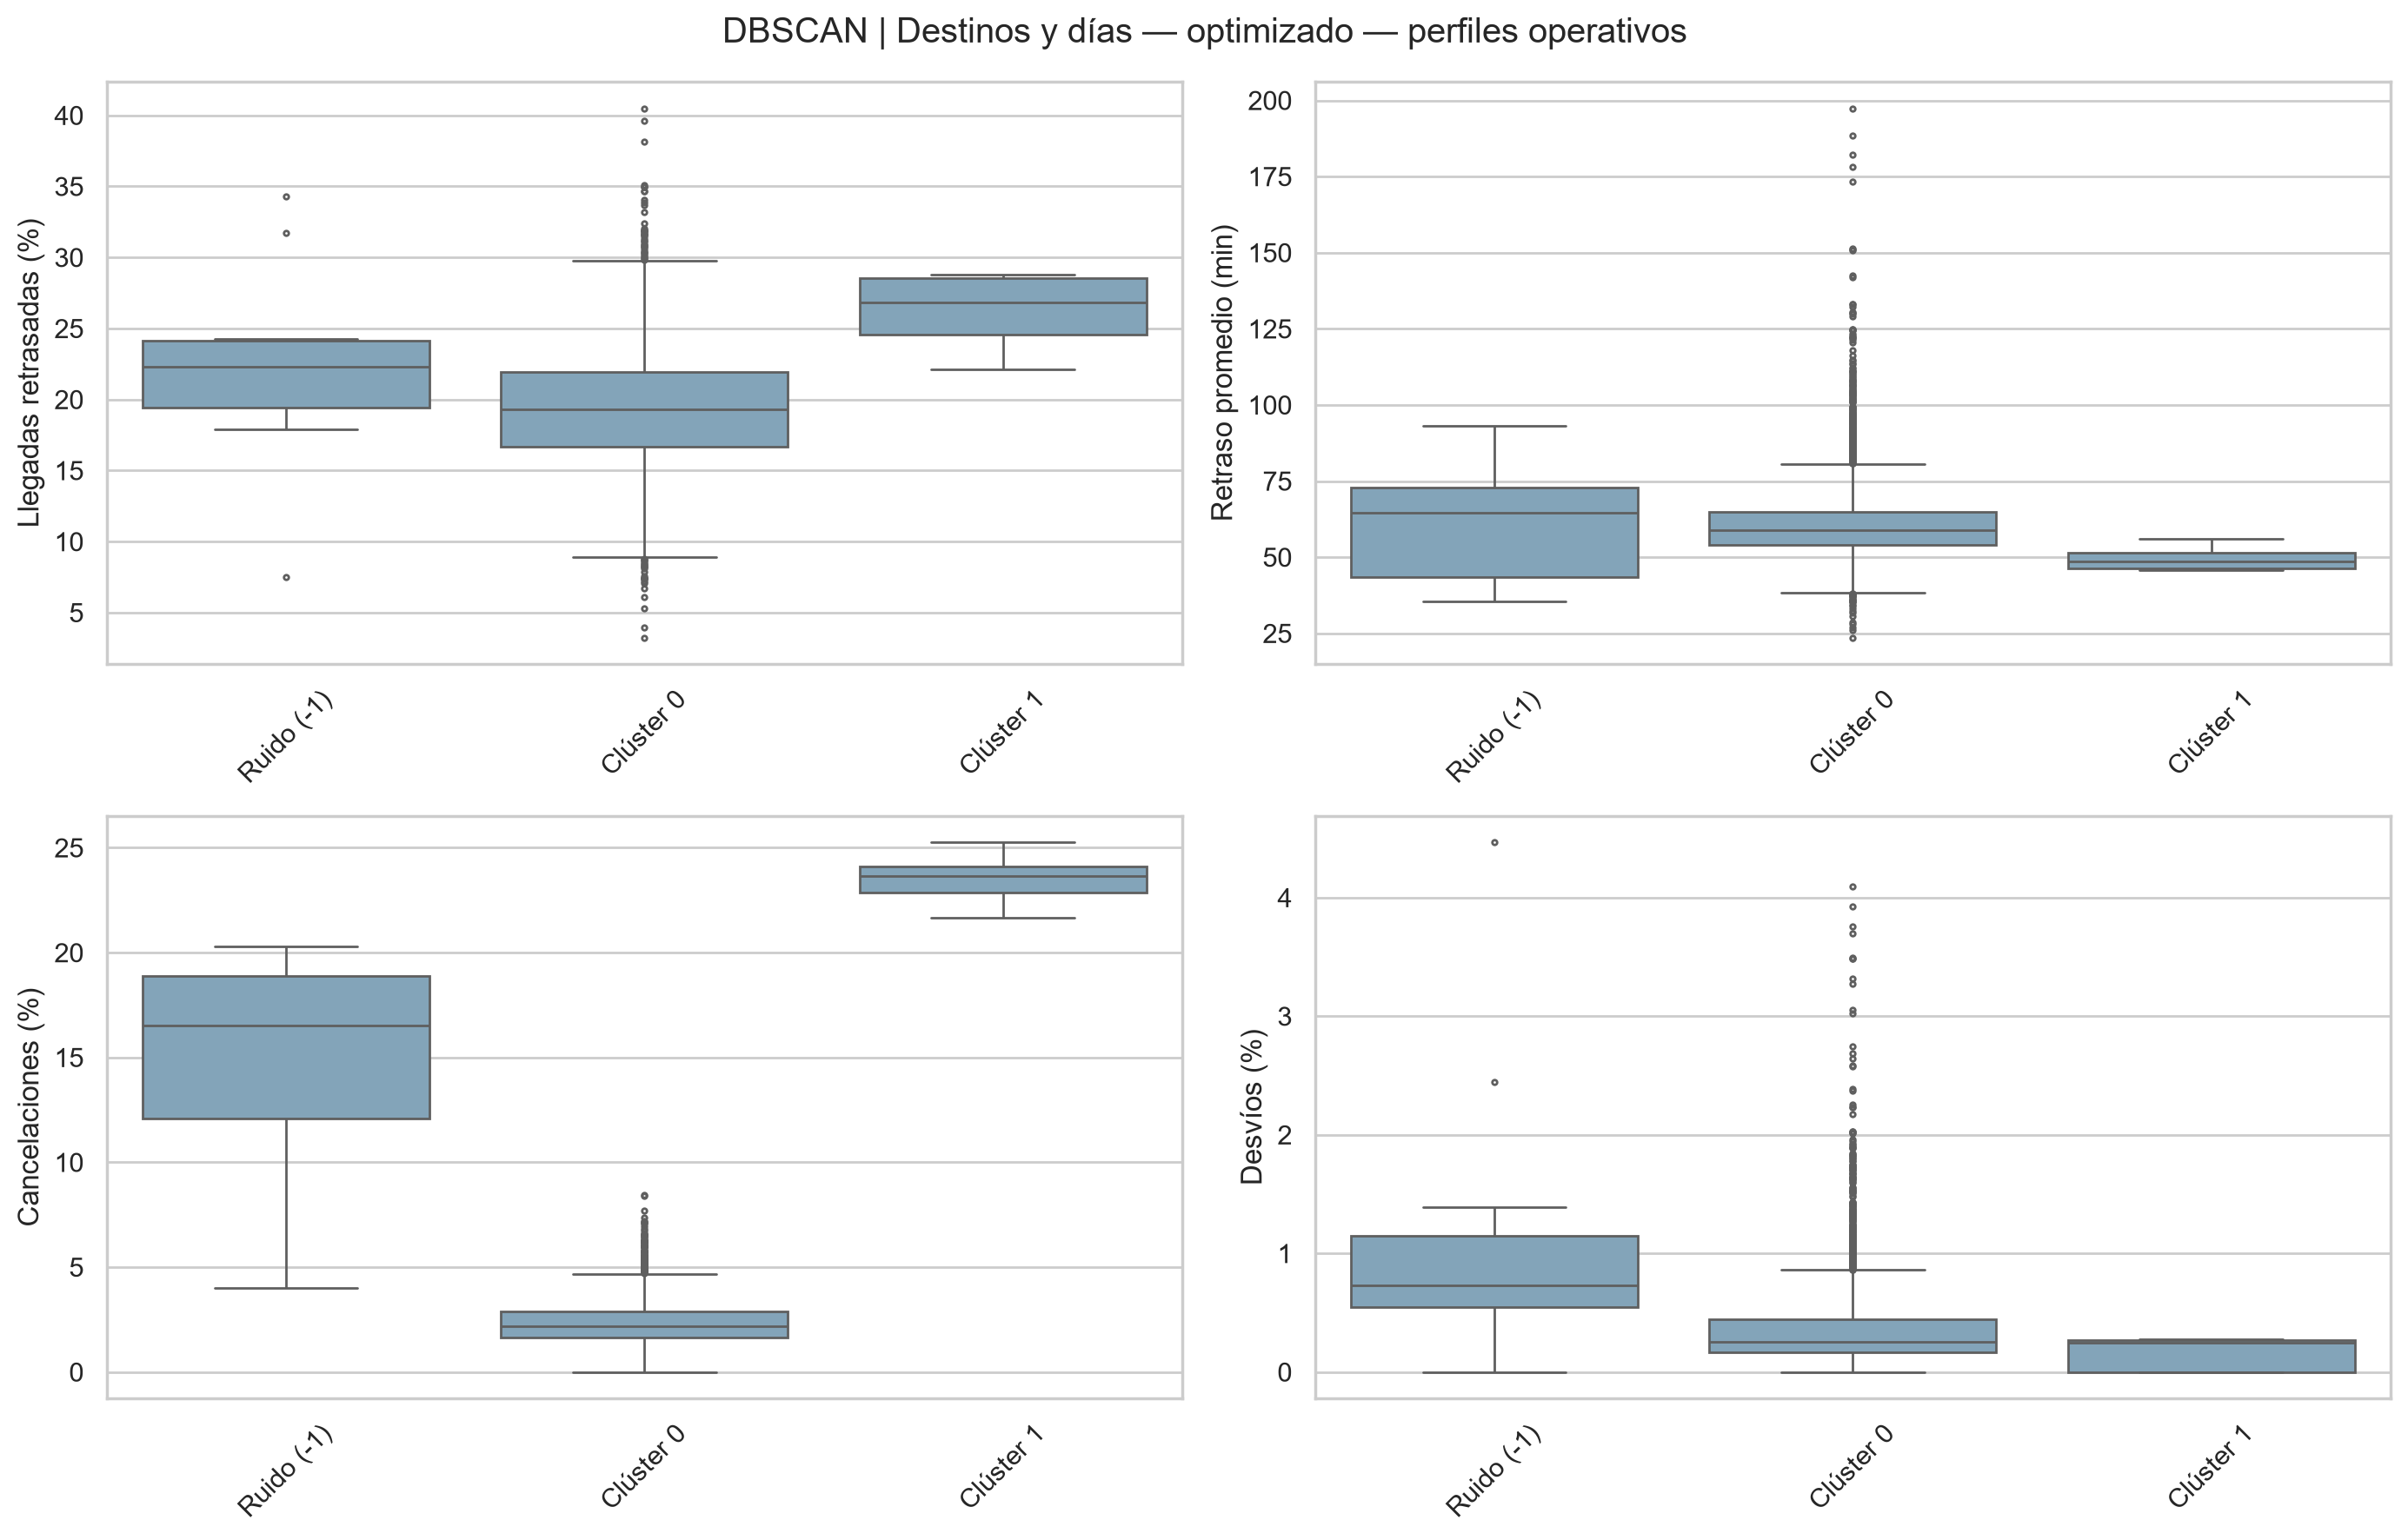 DBSCAN | Destinos y días — optimizado — perfiles operativos
Llegadas retrasadas (%)
40
35
30
25
20
15
10
5
Ruido (-1)
Clúster 0
Clúster 1
Retraso promedio (min)
200
175
150
125
100
75
50
25
Ruido (-1)
Clúster 0
Clúster 1
Cancelaciones (%)
25
20
15
10
5
0
Ruido (-1)
Clúster 0
Clúster 1
Desvíos (%)
4
3
2
1
0
Ruido (-1)
Clúster 0
Clúster 1